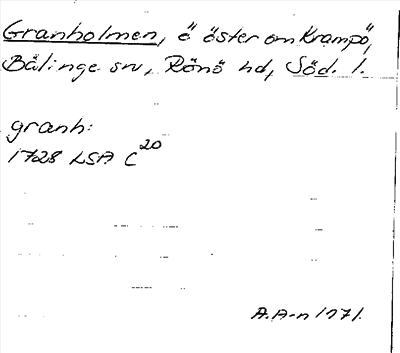 Granholmen, ö öster om Krampö,
Bälinge sn, Rönö hd, Söd. l.
granh:
1728 LSA C20
A.A-n 1971.